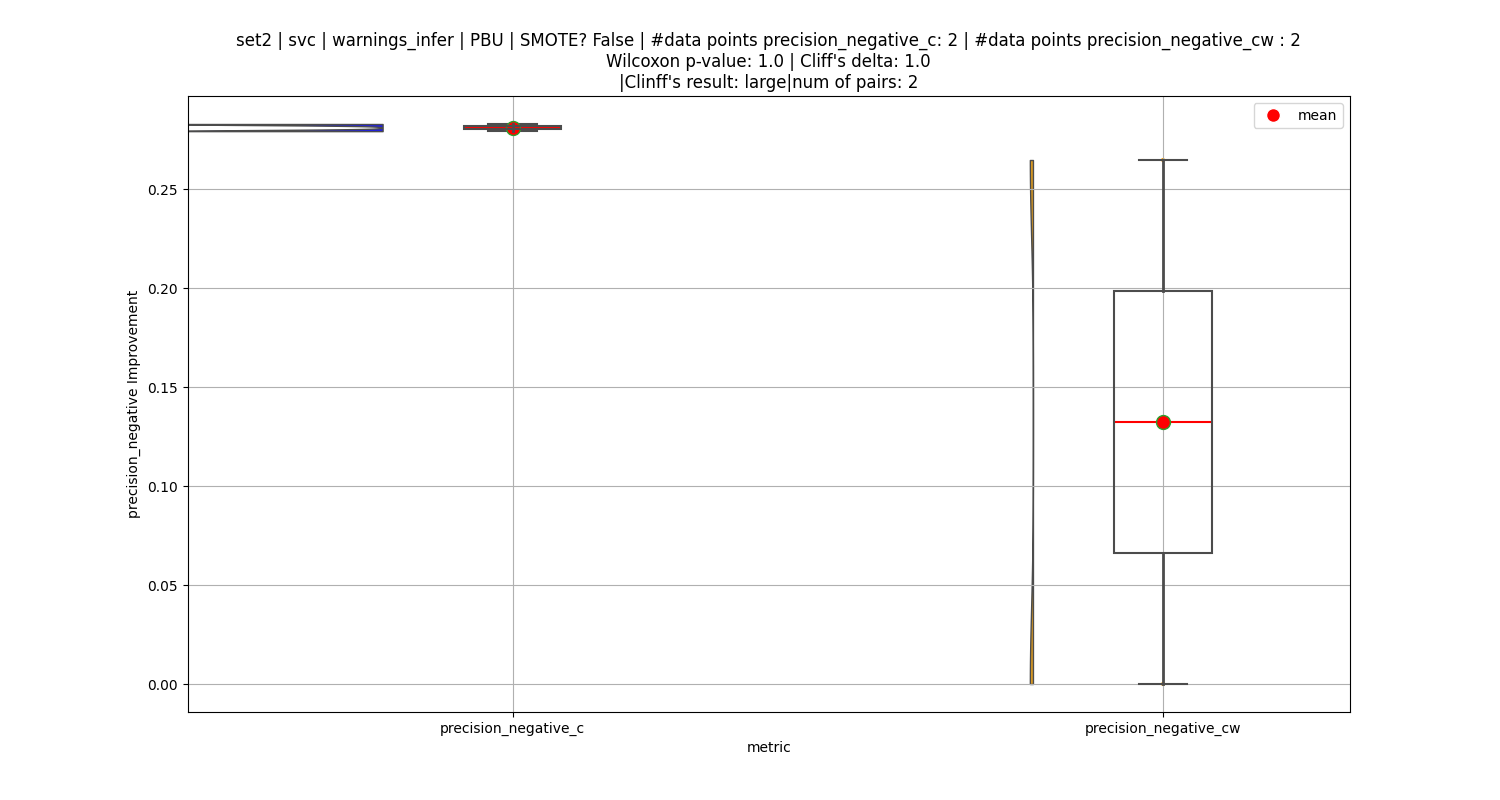 set2 | svc | warnings_infer | PBU | SMOTE? False | #data points precision_negative_c: 2 | #data points precision_negative_cw : 2
Wilcoxon p-value: 1.0 | Cliff's delta: 1.0
|Clinff's result: large|num of pairs: 2
mean
0.25
0.20
0.15
0.10
0.05
0.00
precision_negative Improvement
precision_negative_c
precision_negative_cw
metric